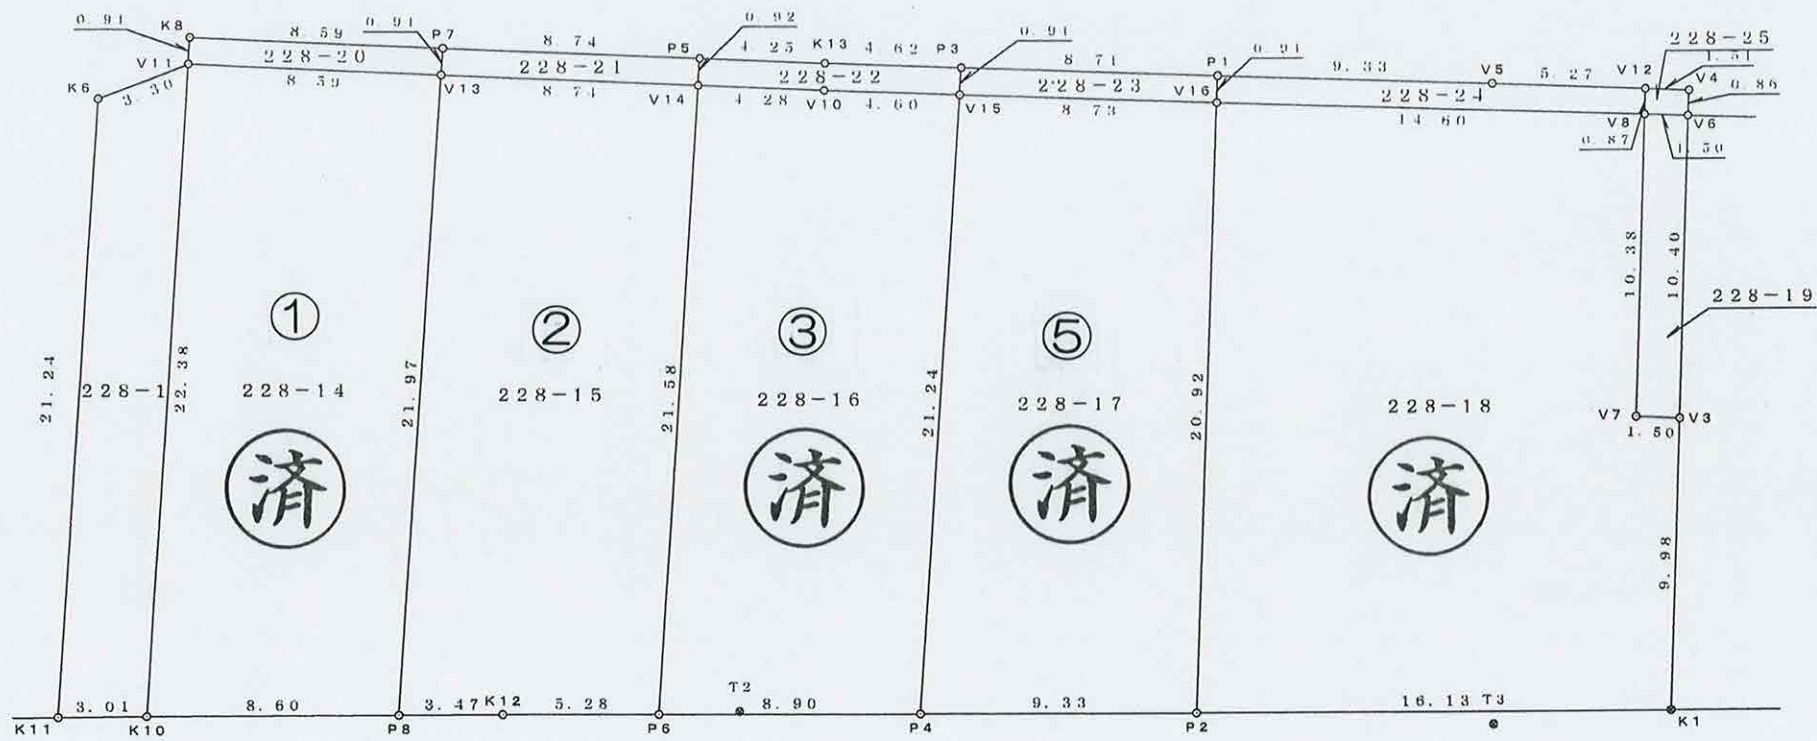 0.91 K8 8.59 0.91 P7 8.74 0.92 P5 4.25 K13 4.62 P3 0.91 8.71 P1 0.91 9.33 V5 5.27 V12 1.51 228-25 V4 0.86
K6 3.30 V11 228-20 8.59 V13 228-21 8.74 V14 228-22 4.28 V10 4.60 V15 228-23 8.73 V16 228-24 14.60 V8 V6
0.87 1.50
10.38 10.40 228-19
① ② ③ ⑤
21.24 228-1 22.38 228-14 21.97 228-15 21.58 228-16 21.24 228-17 20.92 228-18 V7 V3
1.50
済 済 済 済
9.98
T2
3.01 8.60 3.47 K12 5.28 8.90 9.33 16.13 T3
K11 K10 P8 P6 P4 P2 K1